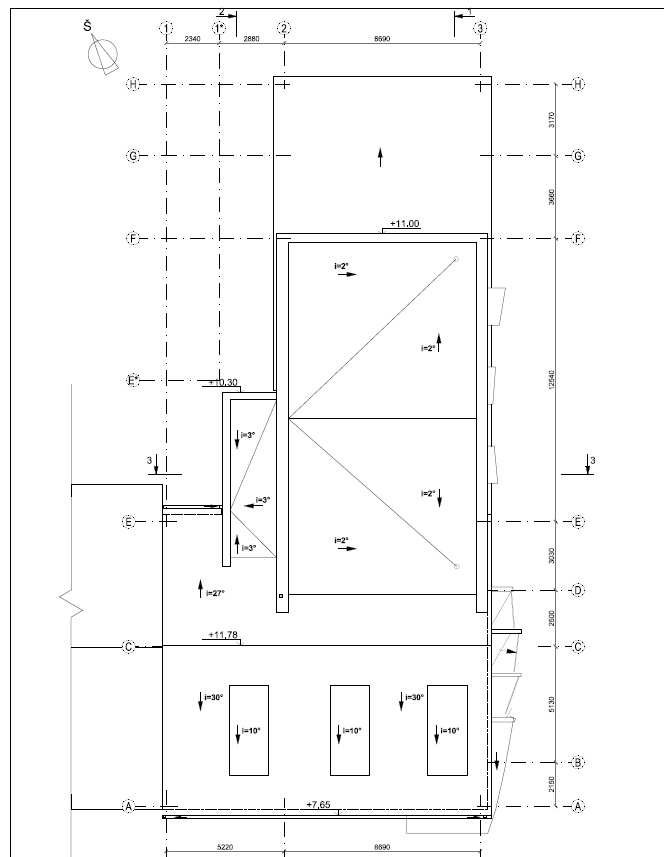 2 1
Š 1 1* 2 3
2340 2880 8690
H H
3170
G G
3660
+11.00
F F
i=2°
i=2°
12540
E*
+10,30
i=3°
3 3
i=3°
i=2°
E E
i=3°
i=2°
3030
i=27°
D
2500
+11,78
C C
i=30° i=30°
5130
i=10° i=10° i=10°
B
2150
+7,65
A A
5220 8690